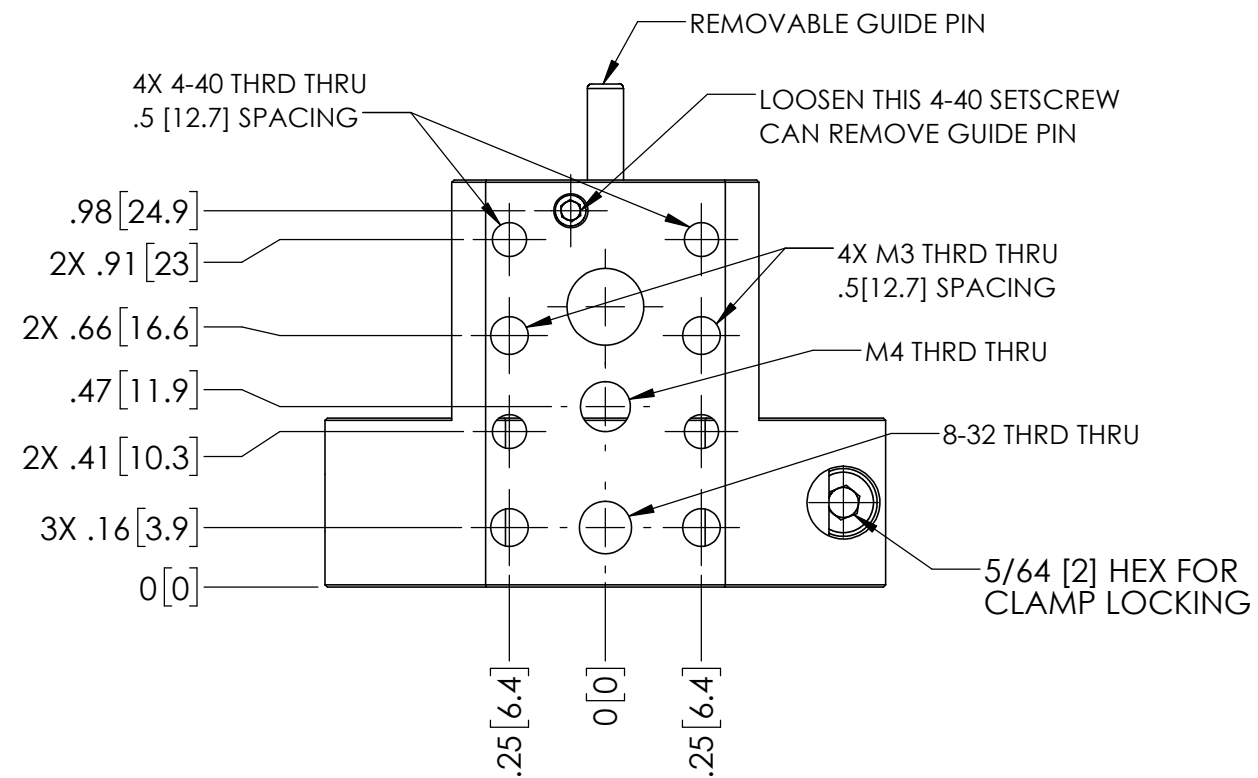 REMOVABLE GUIDE PIN
4X 4-40 THRD THRU
.5 [12.7] SPACING
LOOSEN THIS 4-40 SETSCREW
CAN REMOVE GUIDE PIN
.98 [24.9]
2X .91 [23]
4X M3 THRD THRU
.5[12.7] SPACING
2X .66 [16.6]
M4 THRD THRU
.47 [11.9]
2X .41 [10.3]
8-32 THRD THRU
3X .16 [3.9]
0 [0]
5/64 [2] HEX FOR
CLAMP LOCKING
.25 [6.4]
0 [0]
.25 [6.4]